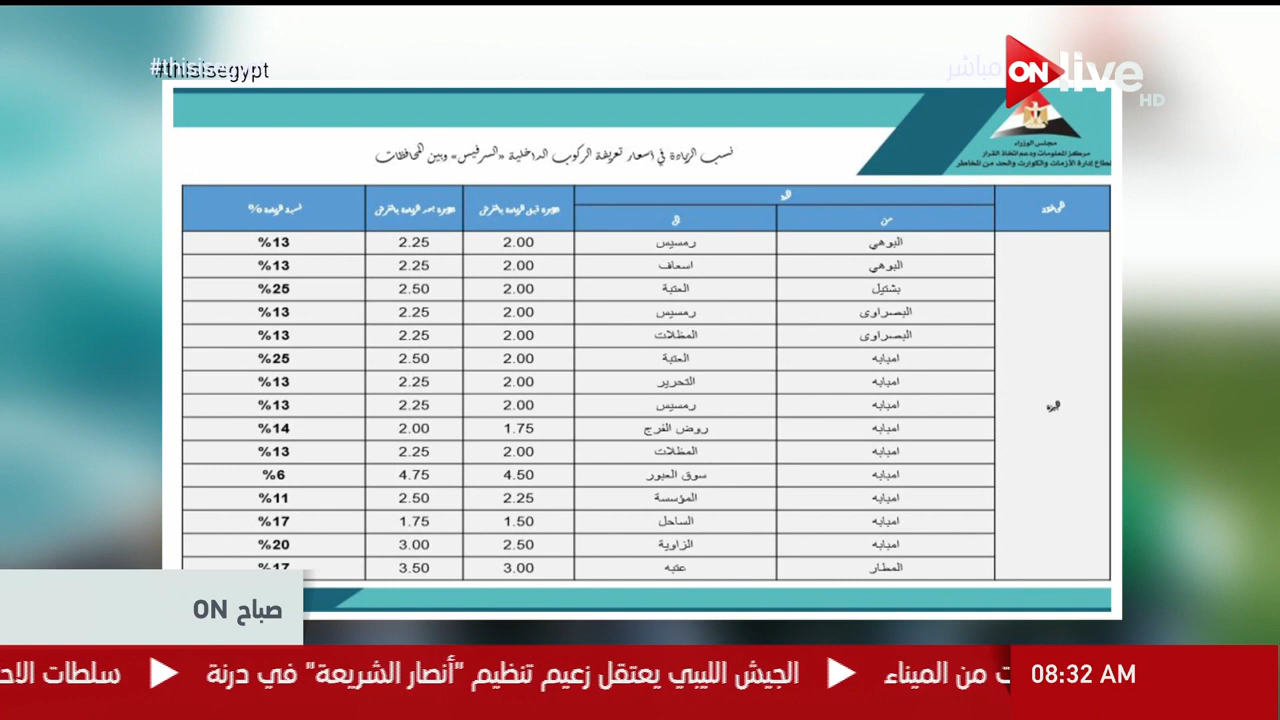 #thisisegypt
مباشر
ON live
HD
مجلس الوزراء
مركز المعلومات ودعم اتخاذ القرار
قطاع إدارة الأزمات والكوارث والحد من المخاطر
نسب الزيادة في اسعار تعريفة الركوب الداخلية «السرفيس» وبين المحافظات
من
البوهي رمسيس 2.00 2.25 %13
البوهي اسعاف 2.00 2.25 %13
بشتيل العتبة 2.00 2.50 %25
البصراوى رمسيس 2.00 2.25 %13
البصراوى المظلات 2.00 2.25 %13
امبابه العتبة 2.00 2.50 %25
امبابه التحرير 2.00 2.25 %13
امبابه رمسيس 2.00 2.25 %13
الجيزة
امبابه روض الفرج 1.75 2.00 %14
امبابه المظلات 2.00 2.25 %13
امبابه سوق العبور 4.50 4.75 %6
امبابه المؤسسة 2.25 2.50 %11
امبابه الساحل 1.50 1.75 %17
امبابه الزاوية 2.50 3.00 %20
المطار عتبه 3.00 3.50 %17
صباح ON
08:32 AM
من الميناء ◀ الجيش الليبي يعتقل زعيم تنظيم "أنصار الشريعة" في درنة ◀ سلطات